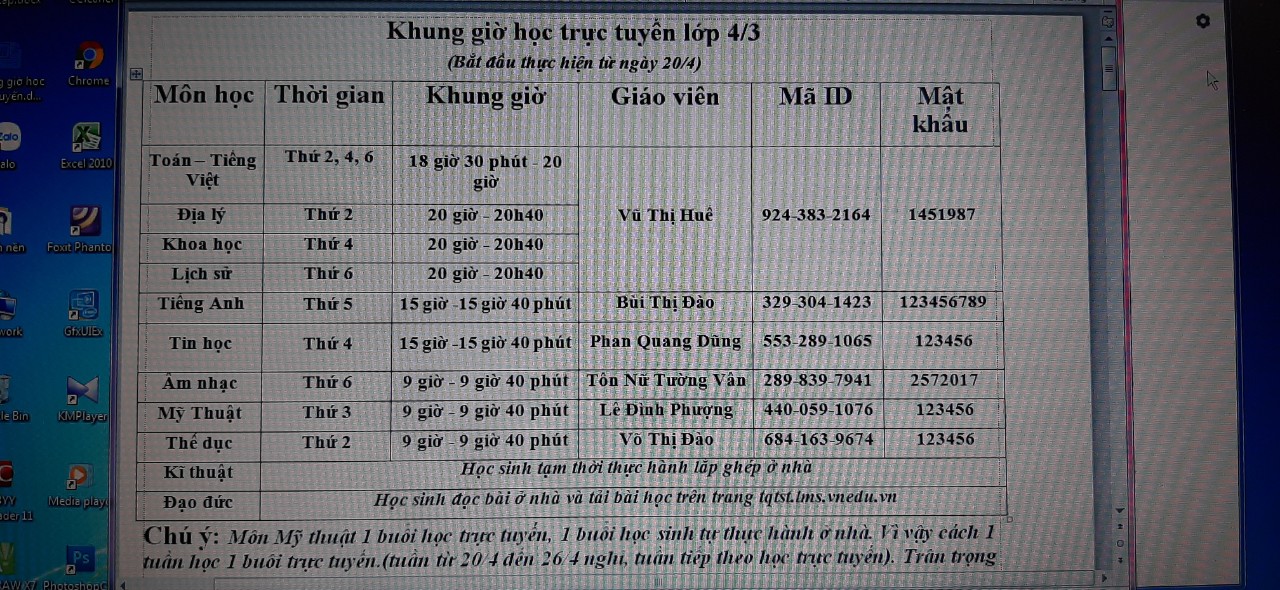 Khung giờ học trực tuyến lớp 4/3
(Bắt đầu thực hiện từ ngày 20/4)
Môn học Thời gian Khung giờ Giáo viên Mã ID Mật khẩu
Toán – Tiếng Việt Thứ 2, 4, 6 18 giờ 30 phút - 20 giờ
Địa lý Thứ 2 20 giờ - 20h40 Vũ Thị Huê 924-383-2164 1451987
Khoa học Thứ 4 20 giờ - 20h40
Lịch sử Thứ 6 20 giờ - 20h40
Tiếng Anh Thứ 5 15 giờ -15 giờ 40 phút Bùi Thị Đào 329-304-1423 123456789
Tin học Thứ 4 15 giờ -15 giờ 40 phút Phan Quang Dũng 553-289-1065 123456
Âm nhạc Thứ 6 9 giờ - 9 giờ 40 phút Tôn Nữ Tường Vân 289-839-7941 2572017
Mỹ Thuật Thứ 3 9 giờ - 9 giờ 40 phút Lê Đình Phượng 440-059-1076 123456
Thể dục Thứ 2 9 giờ - 9 giờ 40 phút Võ Thị Đào 684-163-9674 123456
Kĩ thuật Học sinh tạm thời thực hành lắp ghép ở nhà
Đạo đức Học sinh đọc bài ở nhà và tải bài học trên trang tqtst.lms.vnedu.vn
Chú ý: Môn Mỹ thuật 1 buổi học trực tuyến, 1 buổi học sinh tự thực hành ở nhà. Vì vậy cách 1
tuần học 1 buổi trực tuyến.(tuần từ 20/4 đến 26/4 nghỉ, tuần tiếp theo học trực tuyến). Trân trọng
Chrome
Excel 2010
Foxit Phanto
GfxUIEx
KMPlayer
Media play